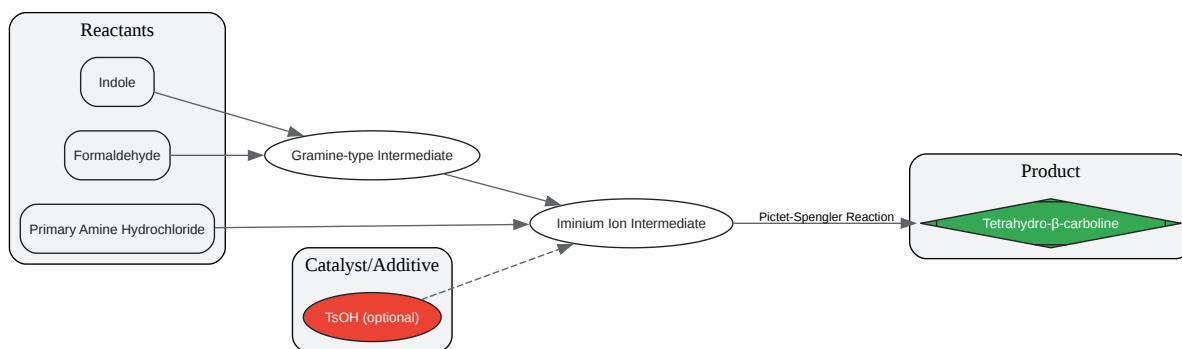 Reactants
Indole
Formaldehyde
Primary Amine Hydrochloride
Gramine-type Intermediate
Iminium Ion Intermediate
Catalyst/Additive
TsOH (optional)
Pictet-Spengler Reaction
Product
Tetrahydro-β-carboline